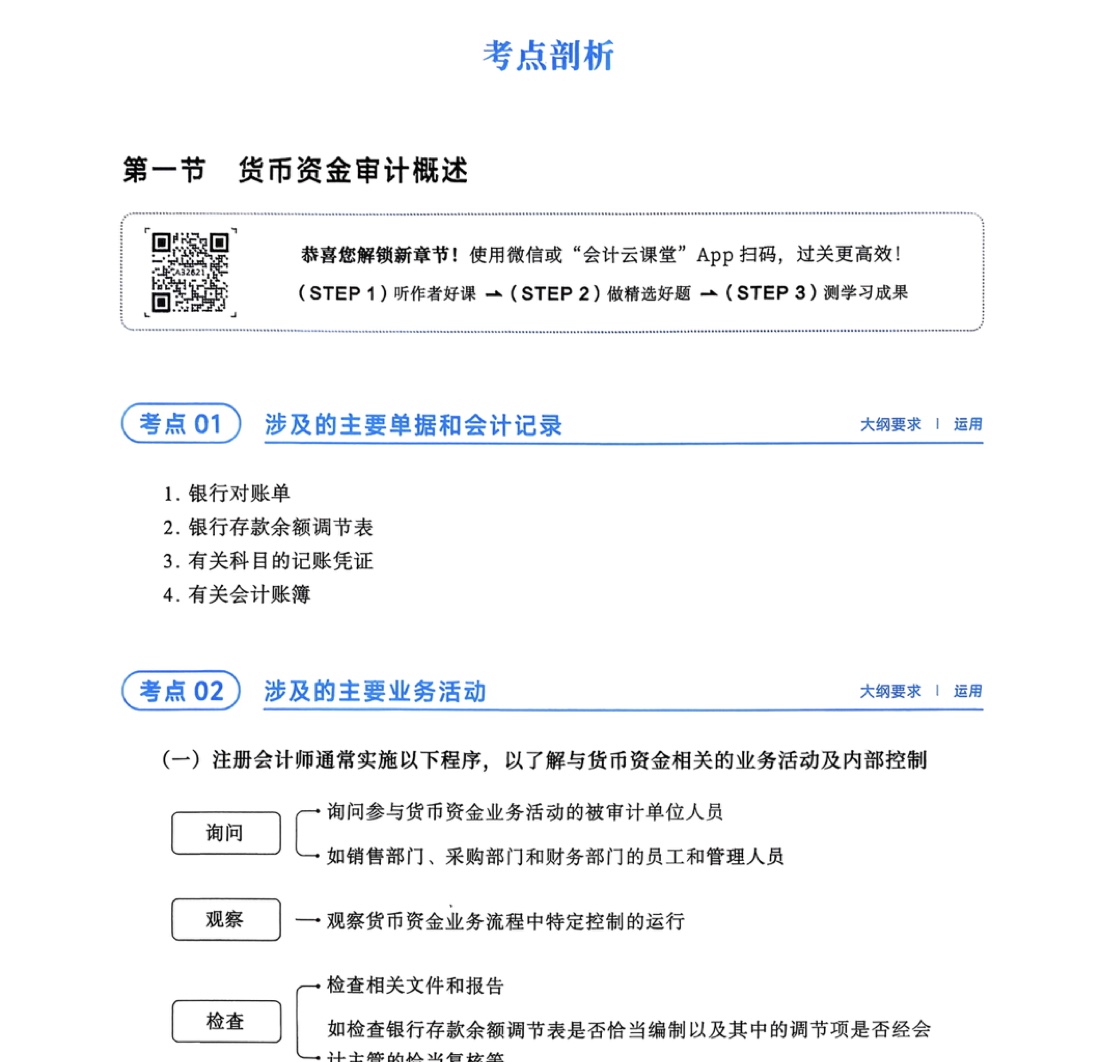 考点剖析
第一节 货币资金审计概述
恭喜您解锁新章节！使用微信或“会计云课堂”App 扫码，过关更高效！
（STEP 1）听作者好课 ⇀（STEP 2）做精选好题 ⇀（STEP 3）测学习成果
CA32621
考点 01 涉及的主要单据和会计记录 大纲要求 | 运用
1. 银行对账单
2. 银行存款余额调节表
3. 有关科目的记账凭证
4. 有关会计账簿
考点 02 涉及的主要业务活动 大纲要求 | 运用
（一）注册会计师通常实施以下程序，以了解与货币资金相关的业务活动及内部控制
询问
询问参与货币资金业务活动的被审计单位人员
如销售部门、采购部门和财务部门的员工和管理人员
观察
观察货币资金业务流程中特定控制的运行
检查
检查相关文件和报告
如检查银行存款余额调节表是否恰当编制以及其中的调节项是否经会
计主管的恰当复核等